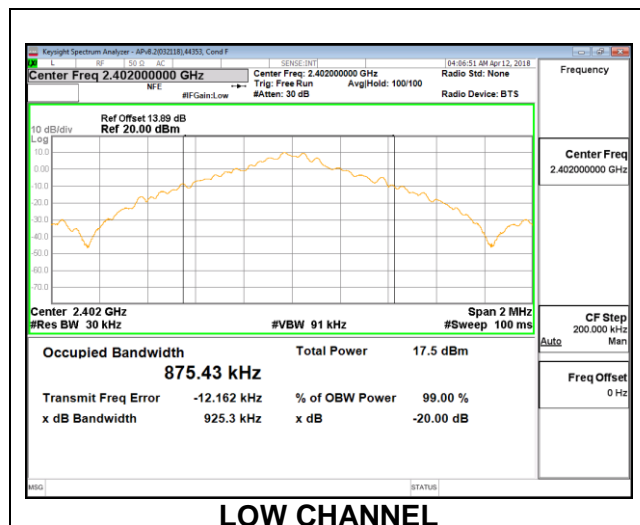 Keysight Spectrum Analyzer - APv8.2(032118),44353, Cond F
L RF 50 Ω AC SENSE:INT 04:06:51 AM Apr 12, 2018
Center Freq 2.402000000 GHz Center Freq: 2.402000000 GHz Radio Std: None Frequency
NFE Trig: Free Run Avg|Hold: 100/100
#IFGain:Low #Atten: 30 dB Radio Device: BTS
Ref Offset 13.89 dB
10 dB/div Ref 20.00 dBm
Log
10.0
0.00
-10.0
-20.0
-30.0
-40.0
-50.0
-60.0
-70.0
Center Freq
2.402000000 GHz
Center 2.402 GHz Span 2 MHz
#Res BW 30 kHz #VBW 91 kHz #Sweep 100 ms
CF Step
200.000 kHz
Auto Man
Occupied Bandwidth Total Power 17.5 dBm
875.43 kHz
Freq Offset
0 Hz
Transmit Freq Error -12.162 kHz % of OBW Power 99.00 %
x dB Bandwidth 925.3 kHz x dB -20.00 dB
MSG STATUS
LOW CHANNEL